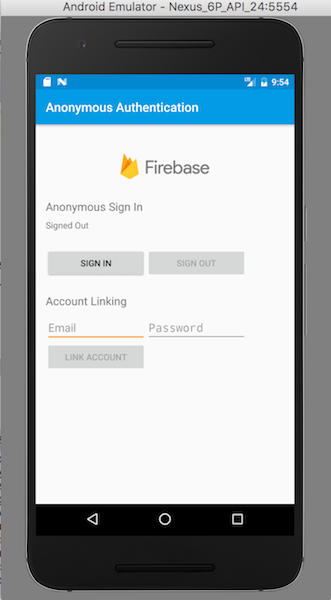 Android Emulator - Nexus_6P_API_24:5554
9:54
Anonymous Authentication
Firebase
Anonymous Sign In
Signed Out
SIGN IN SIGN OUT
Account Linking
Email Password
LINK ACCOUNT